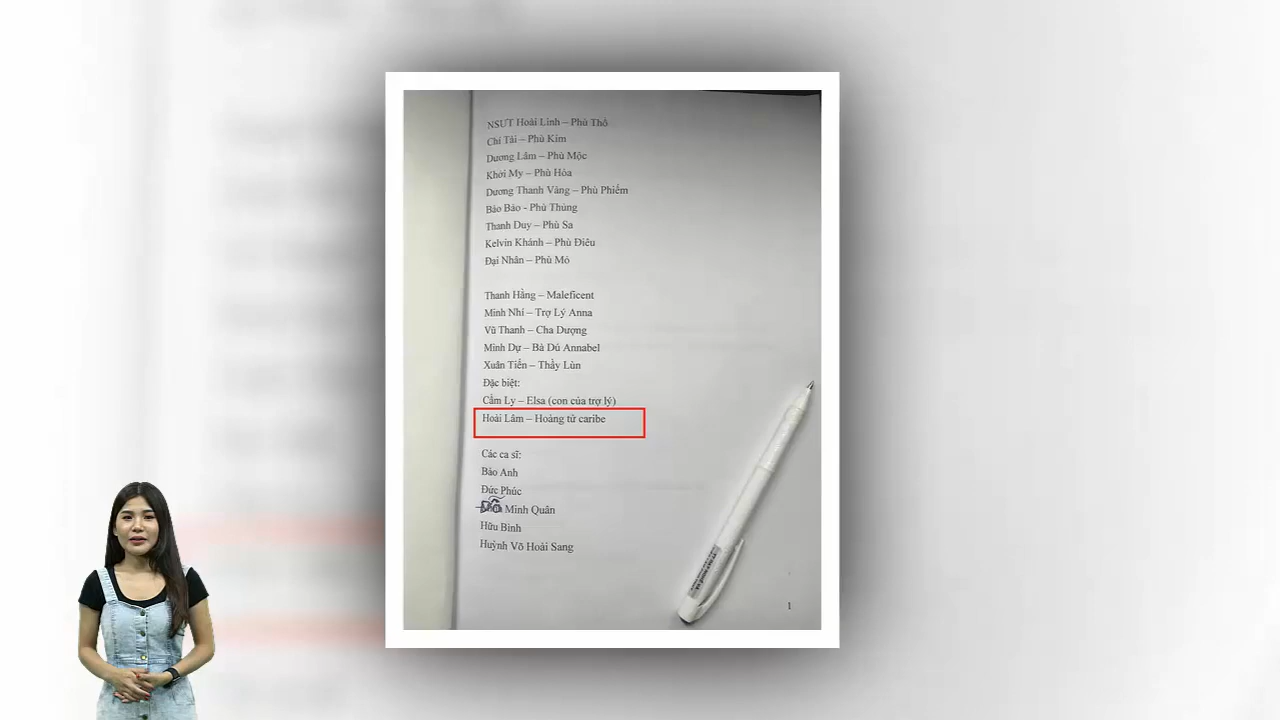 NSUT Hoài Linh – Phù Thổ
Chí Tài – Phù Kim
Dương Lâm – Phù Mộc
Khởi My – Phù Hỏa
Dương Thanh Vàng – Phù Phiếm
Bảo Bảo - Phù Thủng
Thanh Duy – Phù Sa
Kelvin Khánh – Phù Điêu
Đại Nhân – Phù Mỏ
Thanh Hằng – Maleficent
Minh Nhí – Trợ Lý Anna
Vũ Thanh – Cha Dượng
Minh Dự – Bà Dú Annabel
Xuân Tiến – Thầy Lùn
Đặc biệt:
Cẩm Ly – Elsa (con của trợ lý)
Hoài Lâm – Hoàng tử caribe
Các ca sĩ:
Bảo Anh
Đức Phúc
Minh Quân
Hữu Bình
Huỳnh Võ Hoài Sang
1